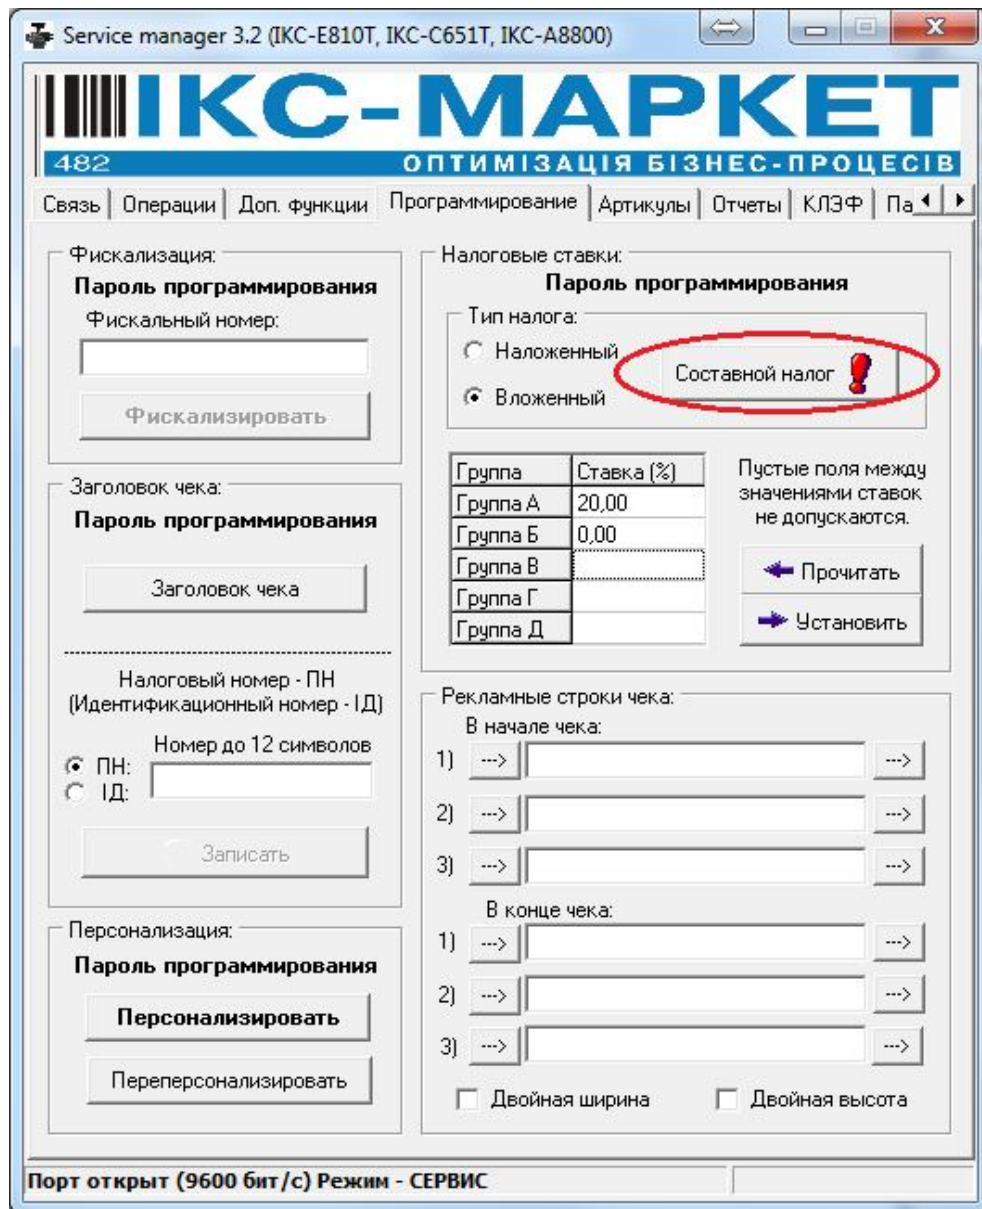 Service manager 3.2 (IKC-E810T, IKC-C651T, IKC-A8800)
ІКС-МАРКЕТ
482
ОПТИМІЗАЦІЯ БІЗНЕС-ПРОЦЕСІВ
Связь
Операции
Доп. функции
Программирование
Артикулы
Отчеты
КЛЭФ
Па
Фискализация:
Пароль программирования
Фискальный номер:
Фискализировать
Заголовок чека:
Пароль программирования
Заголовок чека
Налоговый номер - ПН
(Идентификационный номер - ІД)
Номер до 12 символов
ПН:
ІД:
Записать
Персонализация:
Пароль программирования
Персонализировать
Переперсонализировать
Налоговые ставки:
Пароль программирования
Тип налога:
Наложенный
Вложенный
Составной налог
Группа Ставка (%)
Группа А 20,00
Группа Б 0,00
Группа В
Группа Г
Группа Д
Пустые поля между
значениями ставок
не допускаются.
Прочитать
Установить
Рекламные строки чека:
В начале чека:
1) ---> --->
2) ---> --->
3) ---> --->
В конце чека:
1) ---> --->
2) ---> --->
3) ---> --->
Двойная ширина
Двойная высота
Порт открыт (9600 бит/с) Режим - СЕРВИС